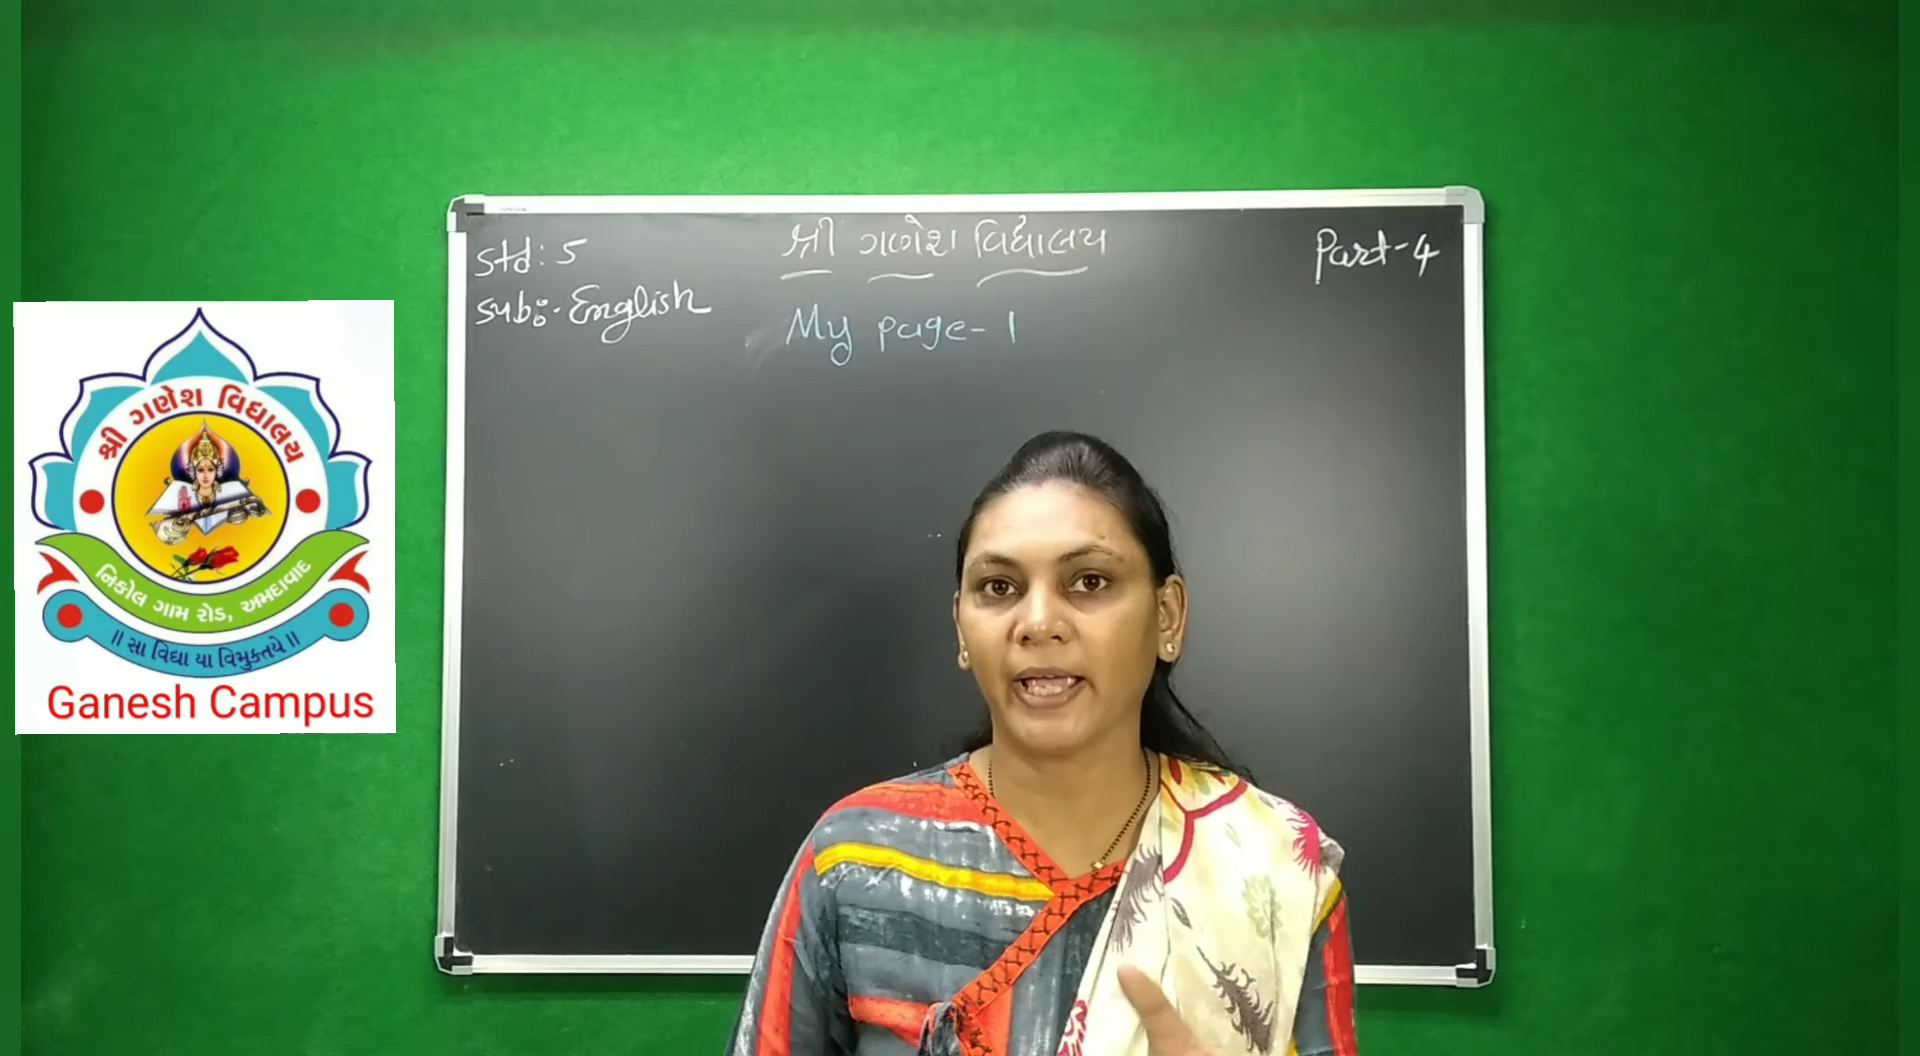 Std: 5
શ્રી ગણેશ વિદ્યાલય
Part-4
Sub:- English
My page-1
શ્રી ગણેશ વિદ્યાલય
નિકોલ ગામ રોડ, અમદાવાદ
॥ સા વિદ્યા યા વિમુક્તયે ॥
Ganesh Campus